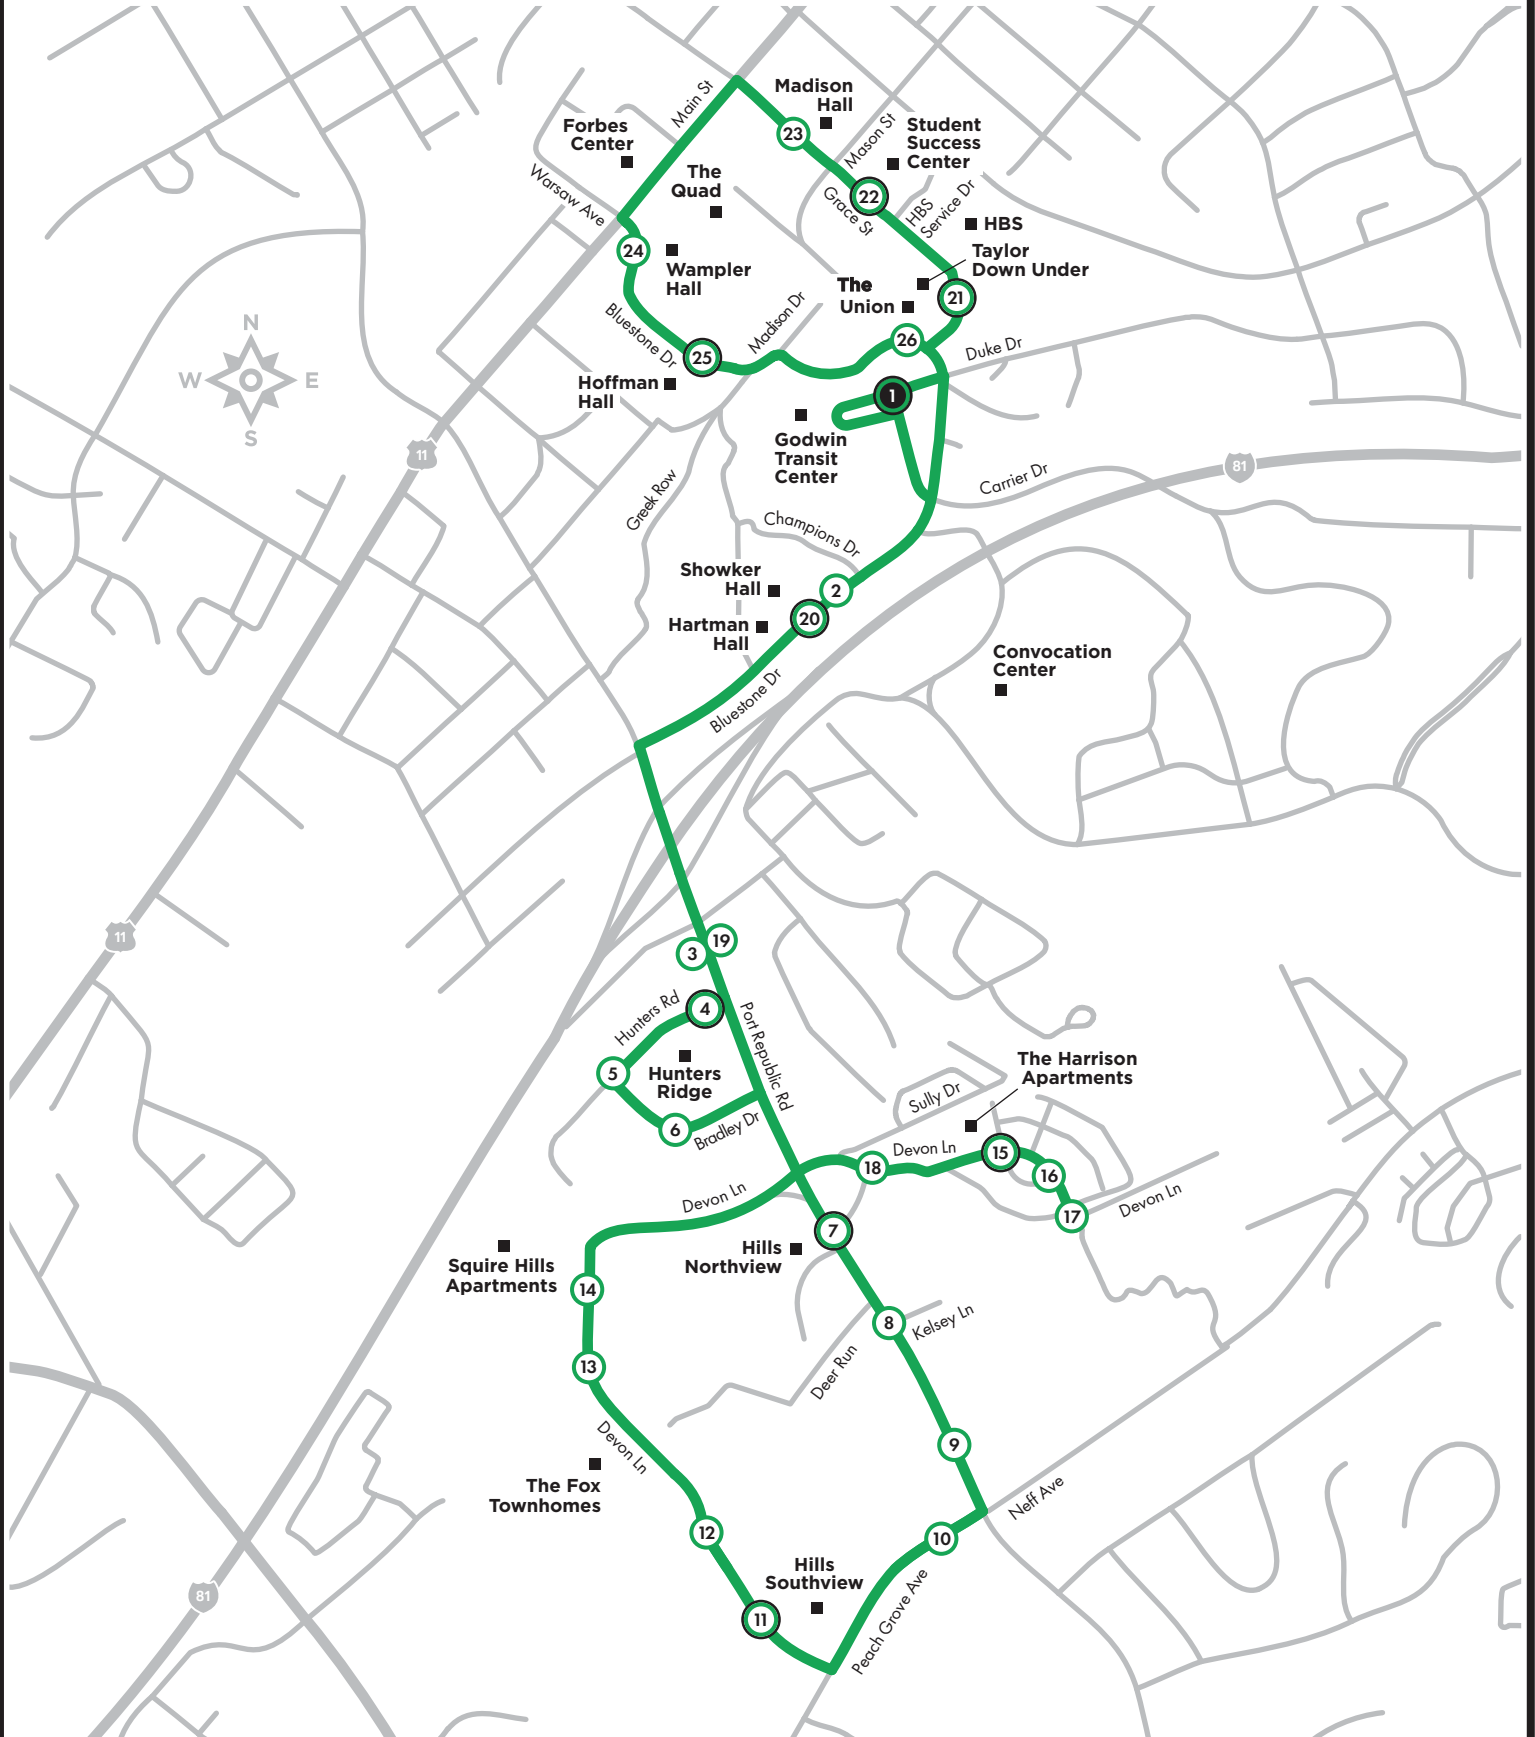 Madison
Hall
Main St
23
Mason St
Student
Success
Center
Forbes
Center
The
Quad
Warsaw Ave
22
Grace St
HBS
Service Dr
HBS
24
Wampler
Hall
Taylor
Down Under
The
Union
21
N
W
E
S
Bluestone Dr
Madison Dr
25
26
Duke Dr
Hoffman
Hall
1
Godwin
Transit
Center
11
81
Carrier Dr
Greek Row
Champions Dr
Showker
Hall
2
20
Hartman
Hall
Convocation
Center
Bluestone Dr
11
3
19
Hunters Rd
4
Port Republic Rd
5
Hunters
Ridge
The Harrison
Apartments
Sully Dr
6
Bradley Dr
18
Devon Ln
15
16
17
Devon Ln
Devon Ln
7
Squire Hills
Apartments
Hills
Northview
14
8
Kelsey Ln
13
Deer Run
Devon Ln
9
The Fox
Townhomes
Neff Ave
12
10
Hills
Southview
81
11
Peach Grove Ave